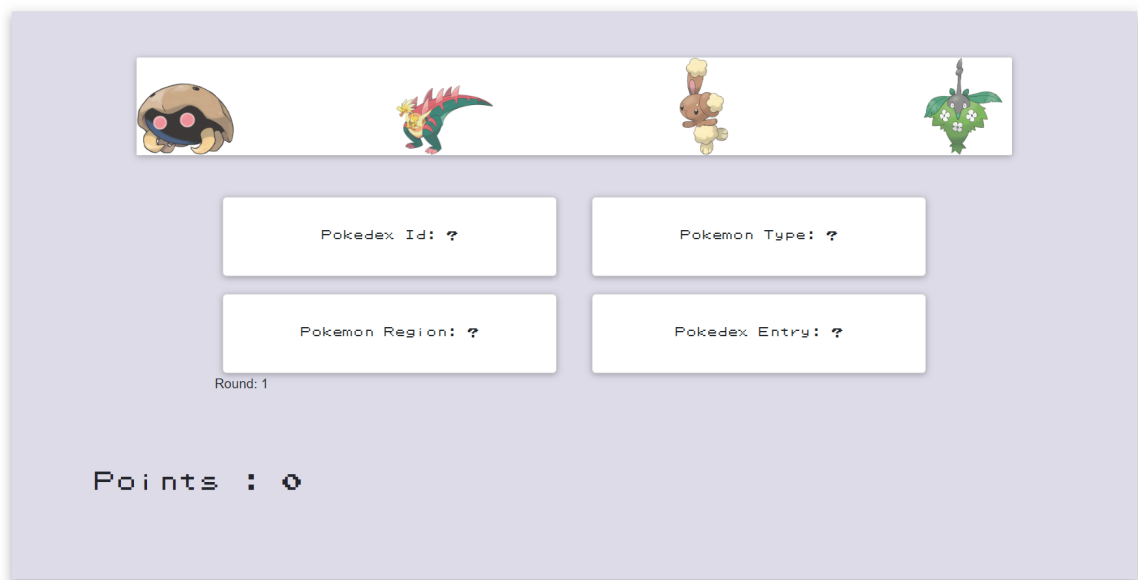 Pokedex Id: ?
Pokemon Type: ?
Pokemon Region: ?
Pokedex Entry: ?
Round: 1
Points : 0